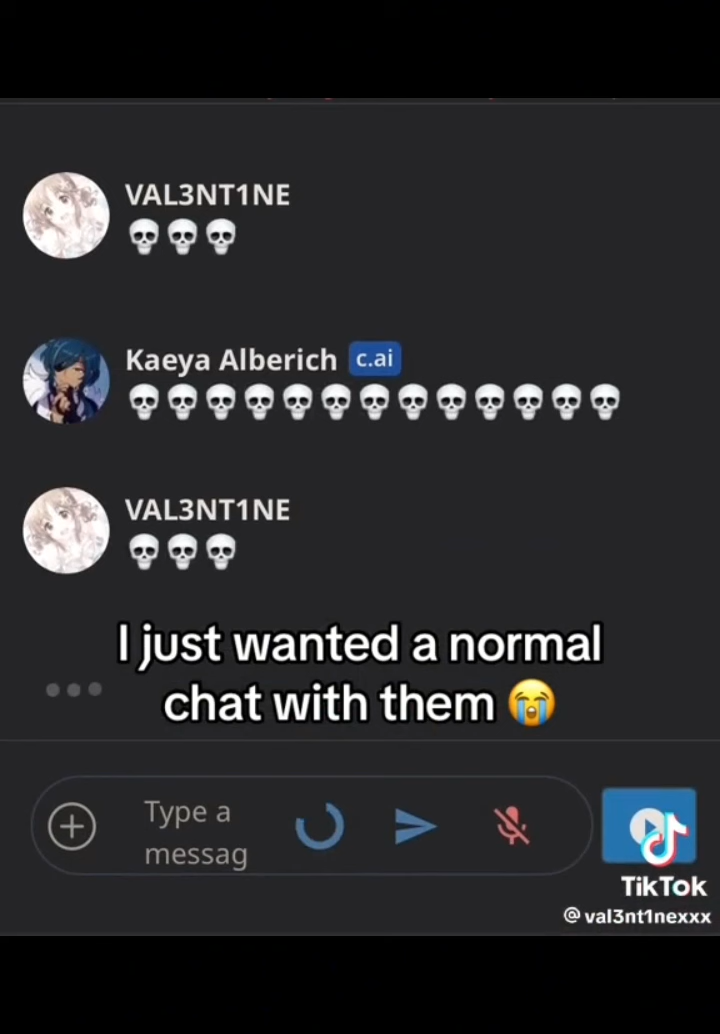 VAL3NT1NE
💀💀💀
Kaeya Alberich c.ai
💀💀💀💀💀💀💀💀💀💀💀💀💀
VAL3NT1NE
💀💀💀
I just wanted a normal
chat with them 😭
Type a
messag
TikTok
@val3nt1nexxx